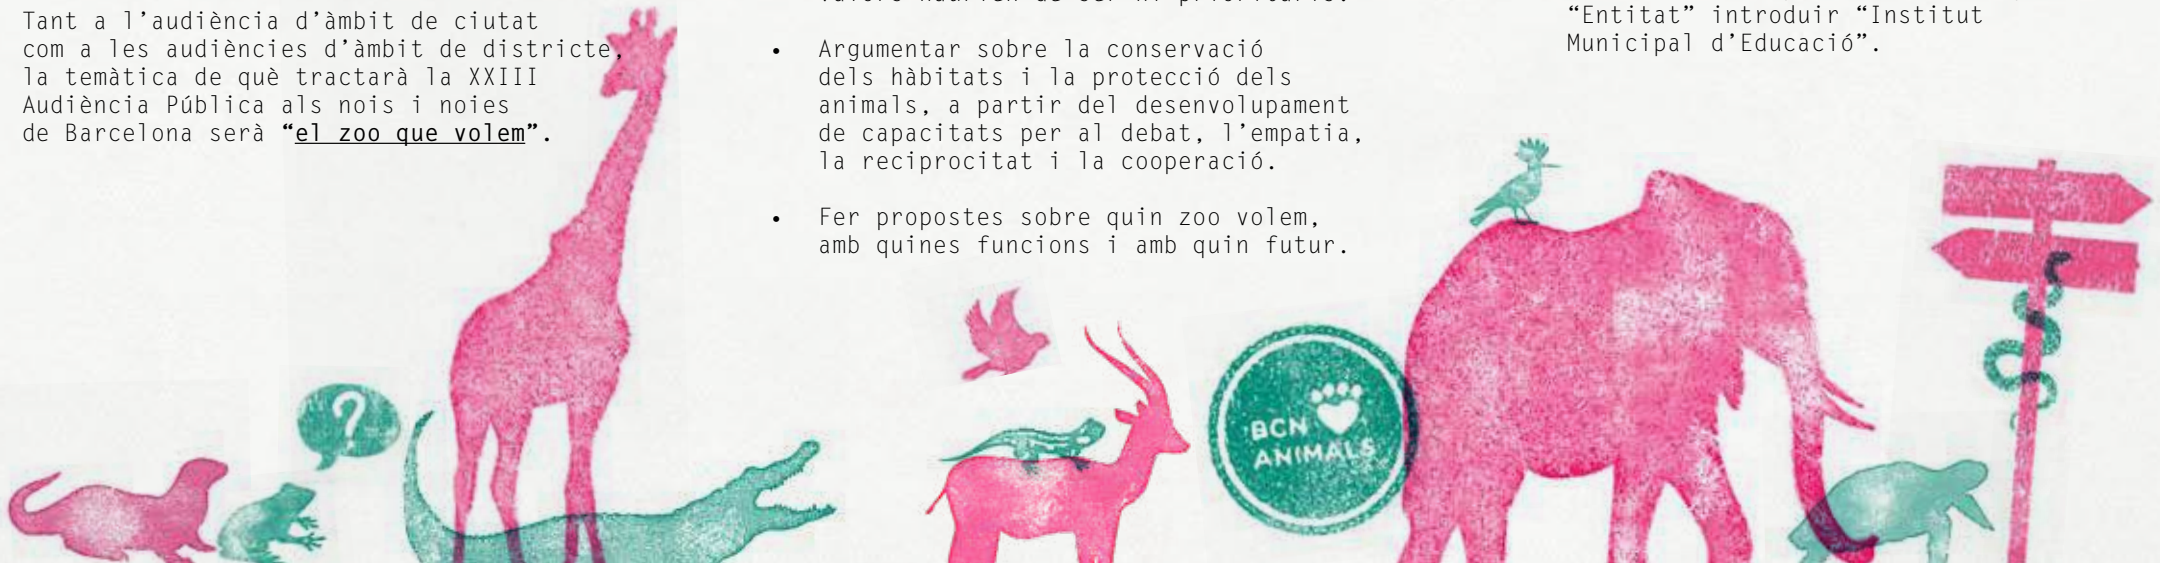 Tant a l’audiència d’àmbit de ciutat
com a les audiències d’àmbit de districte,
la temàtica de què tractarà la XXIII
Audiència Pública als nois i noies
de Barcelona serà “el zoo que volem”.
• Argumentar sobre la conservació
dels hàbitats i la protecció dels
animals, a partir del desenvolupament
de capacitats per al debat, l’empatia,
la reciprocitat i la cooperació.
• Fer propostes sobre quin zoo volem,
amb quines funcions i amb quin futur.
“Entitat” introduir “Institut
Municipal d’Educació”.
?
BCN
ANIMALS